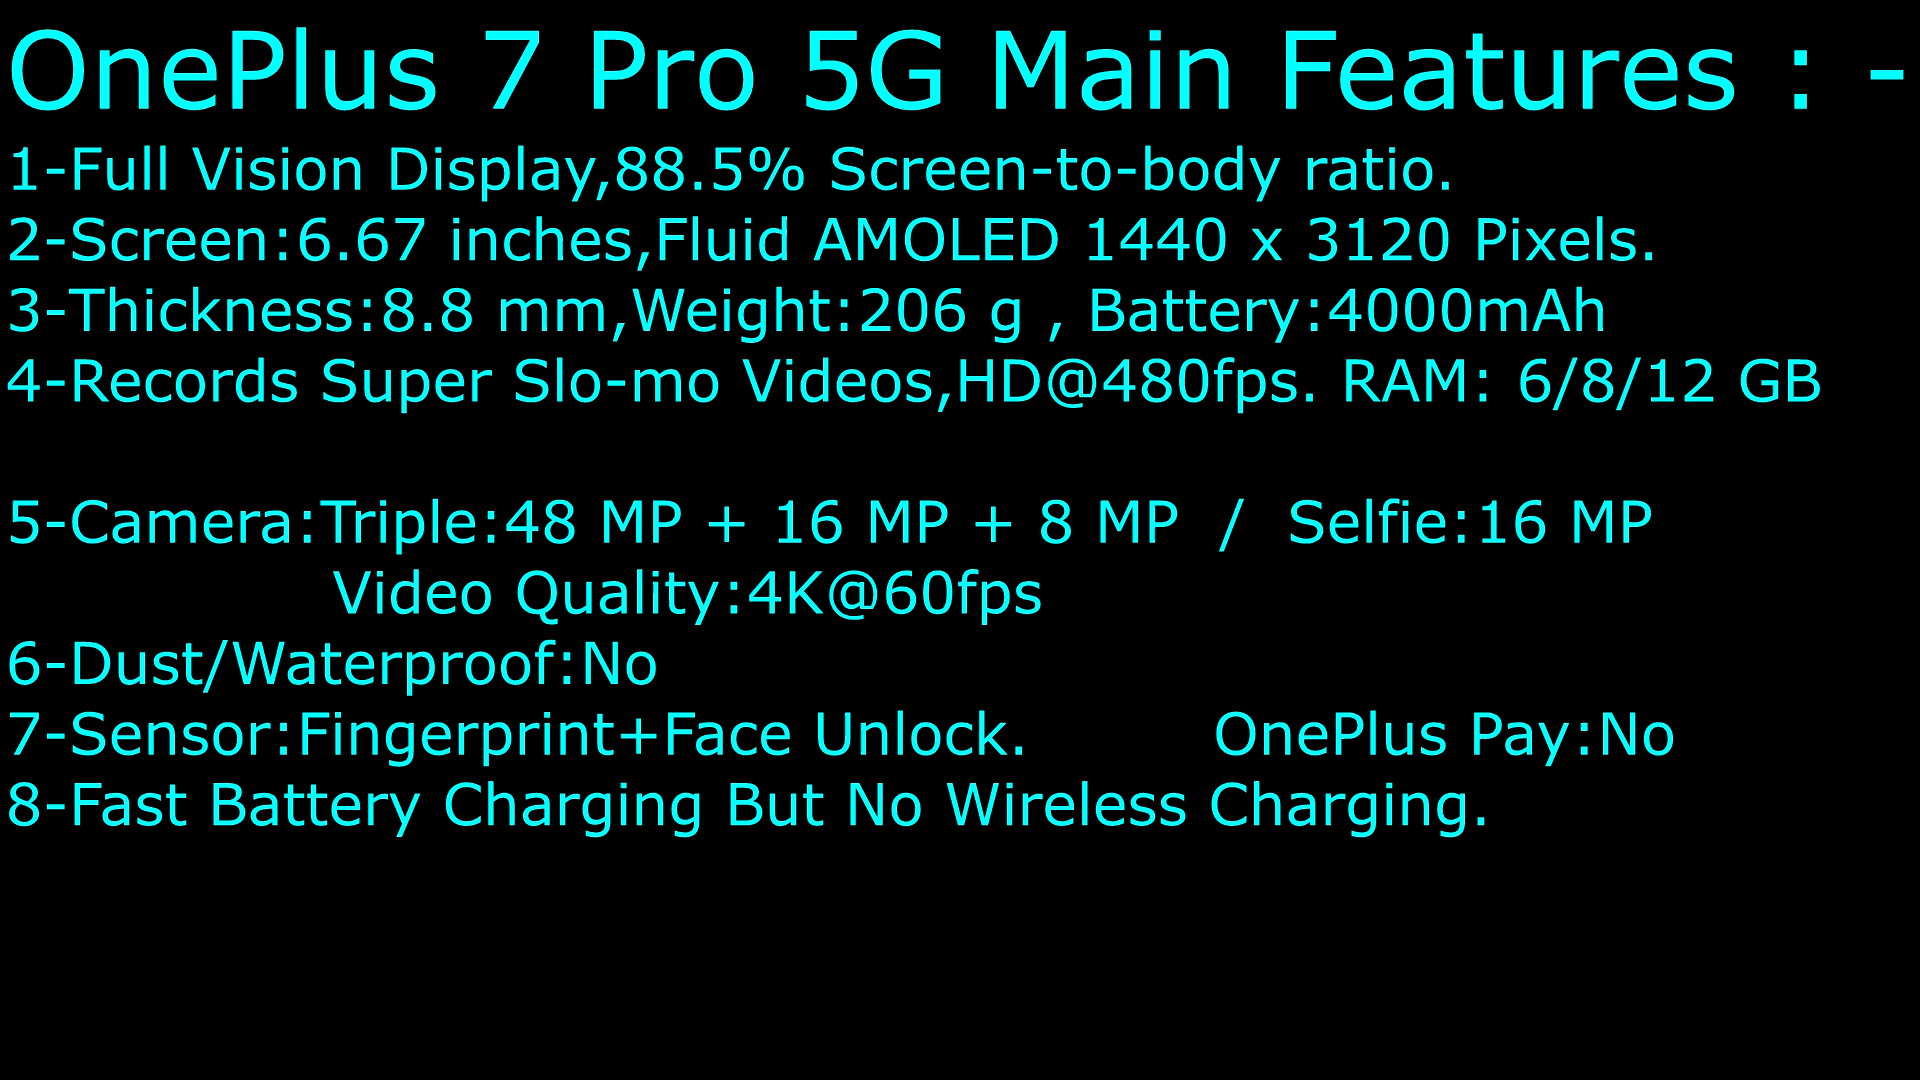 OnePlus 7 Pro 5G Main Features : -
1-Full Vision Display,88.5% Screen-to-body ratio.
2-Screen:6.67 inches,Fluid AMOLED 1440 x 3120 Pixels.
3-Thickness:8.8 mm,Weight:206 g , Battery:4000mAh
4-Records Super Slo-mo Videos,HD@480fps. RAM: 6/8/12 GB
5-Camera:Triple:48 MP + 16 MP + 8 MP / Selfie:16 MP
Video Quality:4K@60fps
6-Dust/Waterproof:No
7-Sensor:Fingerprint+Face Unlock. OnePlus Pay:No
8-Fast Battery Charging But No Wireless Charging.